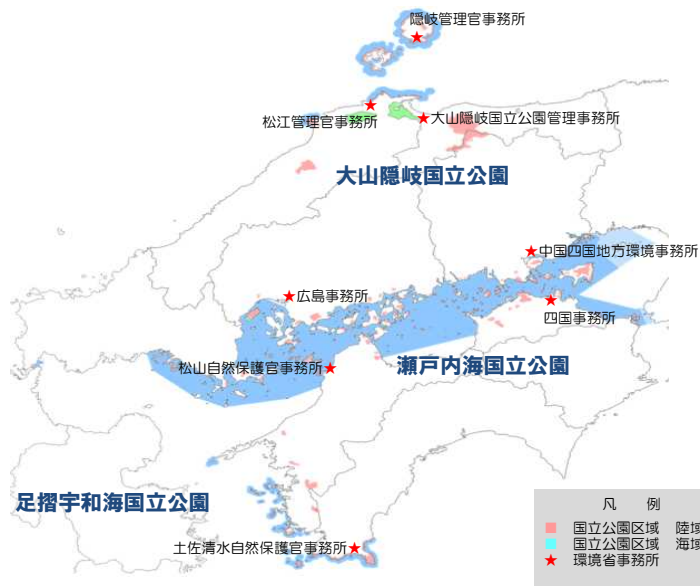 隠岐管理官事務所
松江管理官事務所
大山隠岐国立公園管理事務所
大山隠岐国立公園
中国四国地方環境事務所
広島事務所
四国事務所
松山自然保護官事務所
瀬戸内海国立公園
足摺宇和海国立公園
土佐清水自然保護官事務所
凡 例
国立公園区域 陸域
国立公園区域 海域
環境省事務所